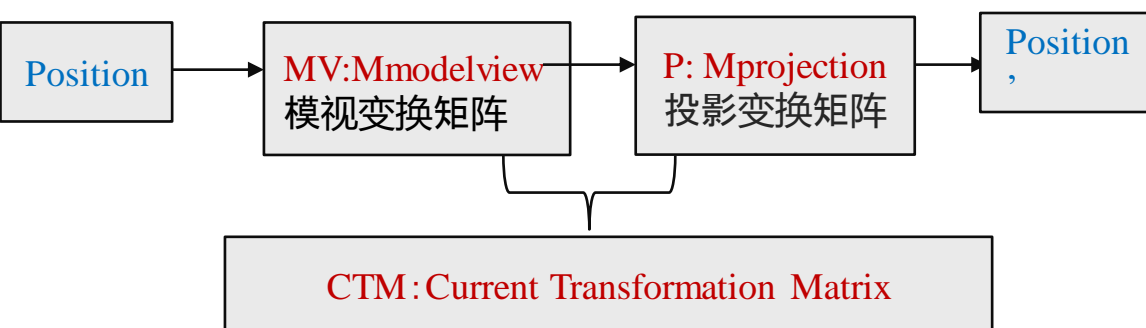 Position
MV:Mmodelview
模视变换矩阵
P: Mprojection
投影变换矩阵
Position
,
CTM:Current Transformation Matrix